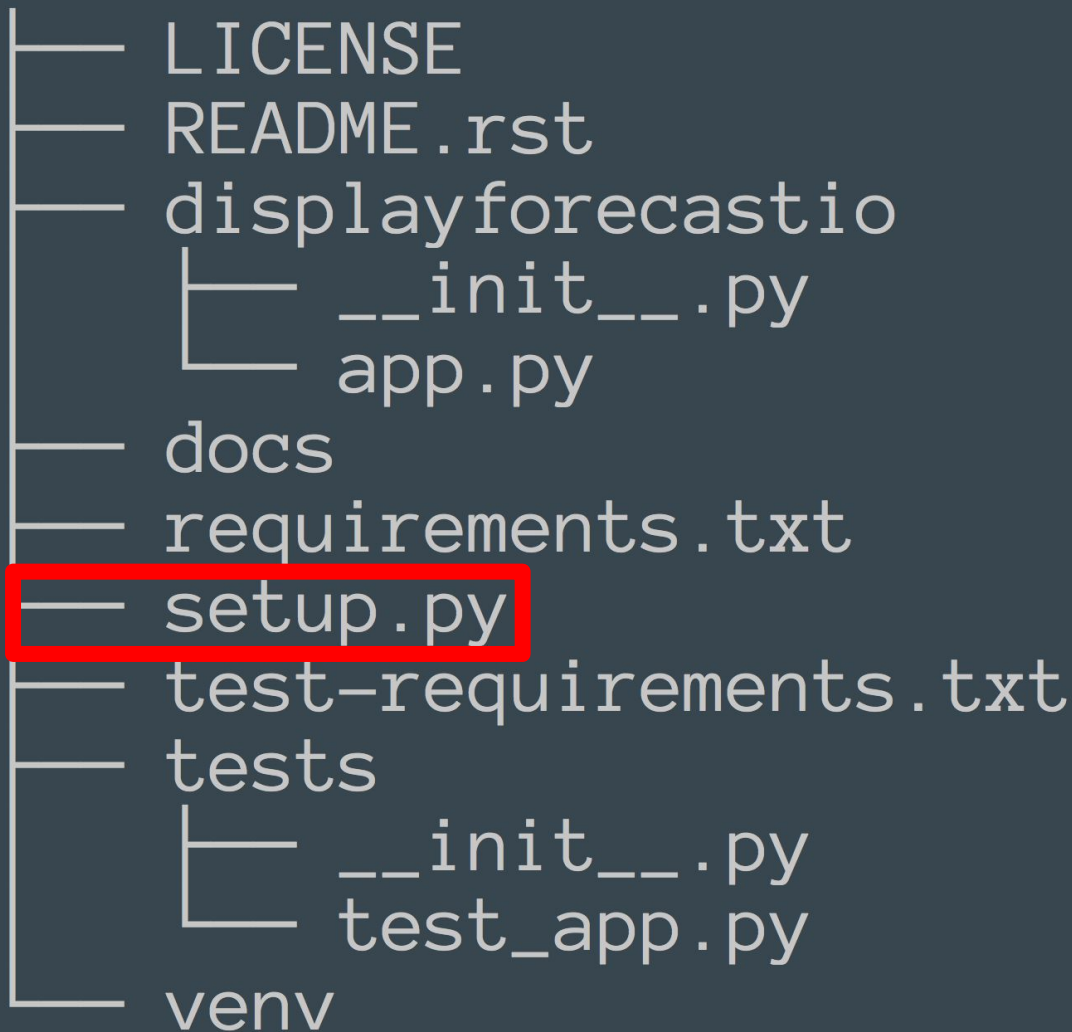 LICENSE
README.rst
displayforecastio
__init__.py
app.py
docs
requirements.txt
setup.py
test-requirements.txt
tests
__init__.py
test_app.py
venv